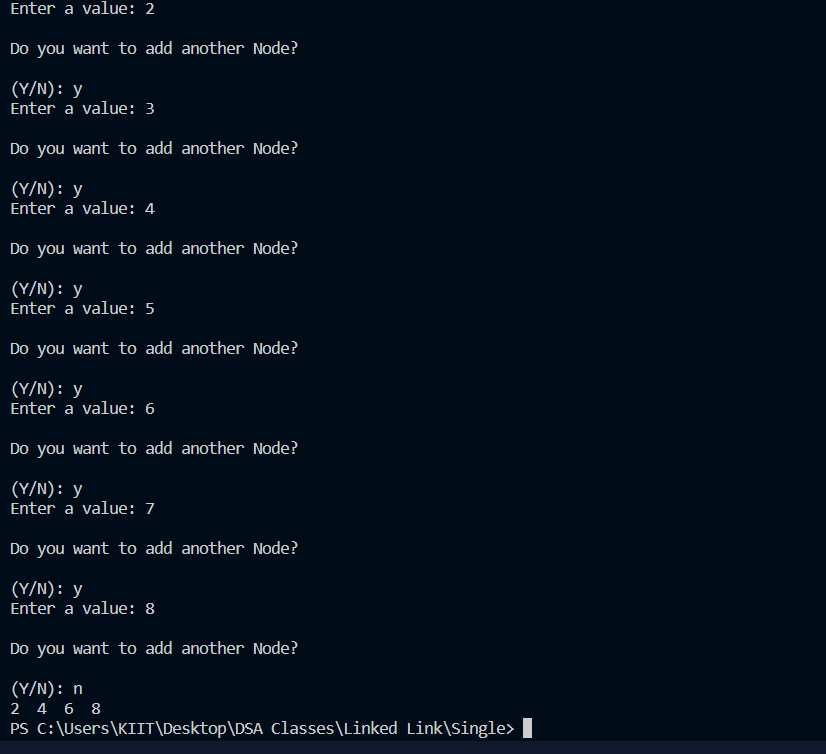 Enter a value: 2
Do you want to add another Node?
(Y/N): y
Enter a value: 3
Do you want to add another Node?
(Y/N): y
Enter a value: 4
Do you want to add another Node?
(Y/N): y
Enter a value: 5
Do you want to add another Node?
(Y/N): y
Enter a value: 6
Do you want to add another Node?
(Y/N): y
Enter a value: 7
Do you want to add another Node?
(Y/N): y
Enter a value: 8
Do you want to add another Node?
(Y/N): n
2  4  6  8
PS C:\Users\KIIT\Desktop\DSA Classes\Linked Link\Single>